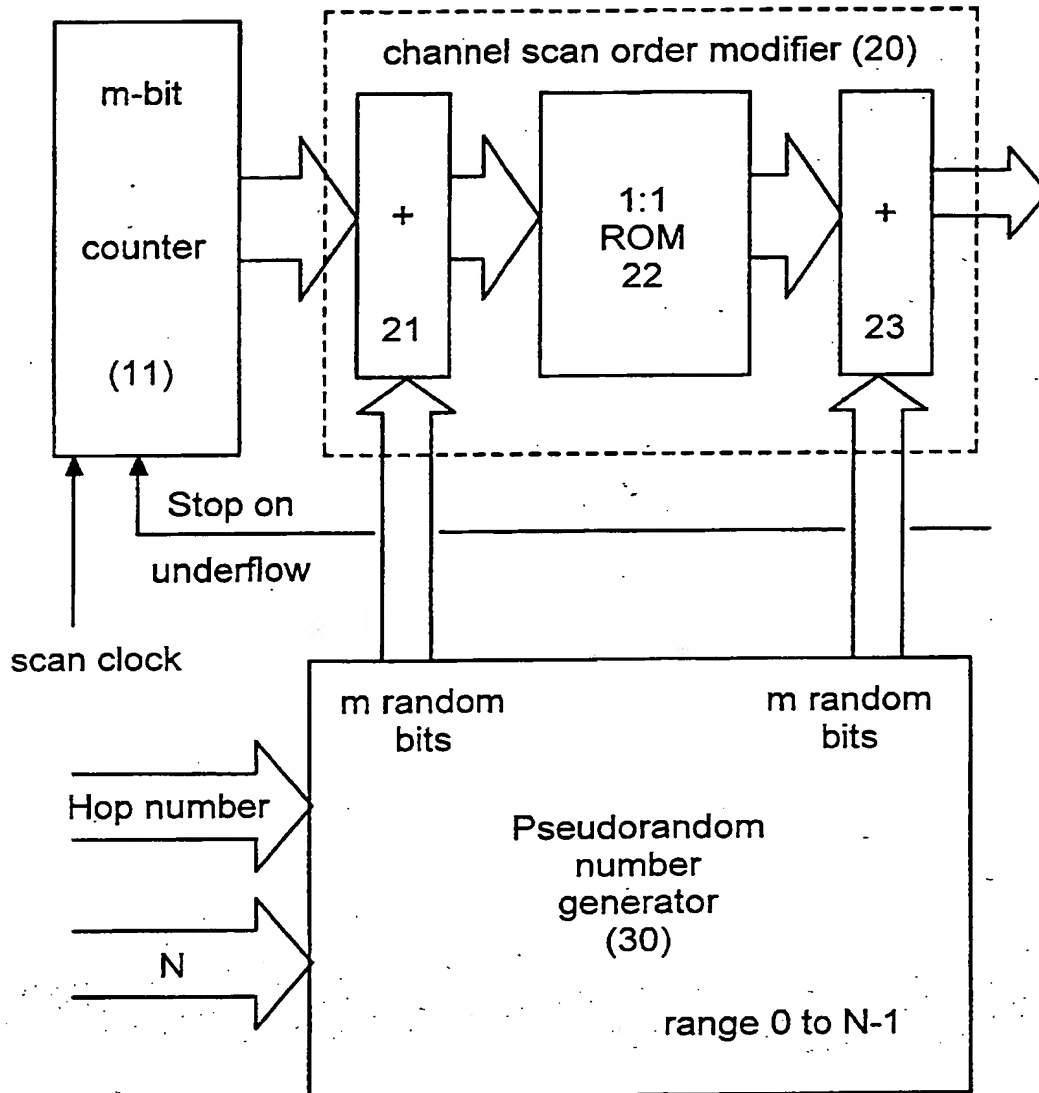 channel scan order modifier (20)
m-bit
counter
(11)
+
21
1:1
ROM
22
+
23
Stop on
underflow
scan clock
m random
bits
m random
bits
Hop number
N
Pseudorandom
number
generator
(30)
range 0 to N-1